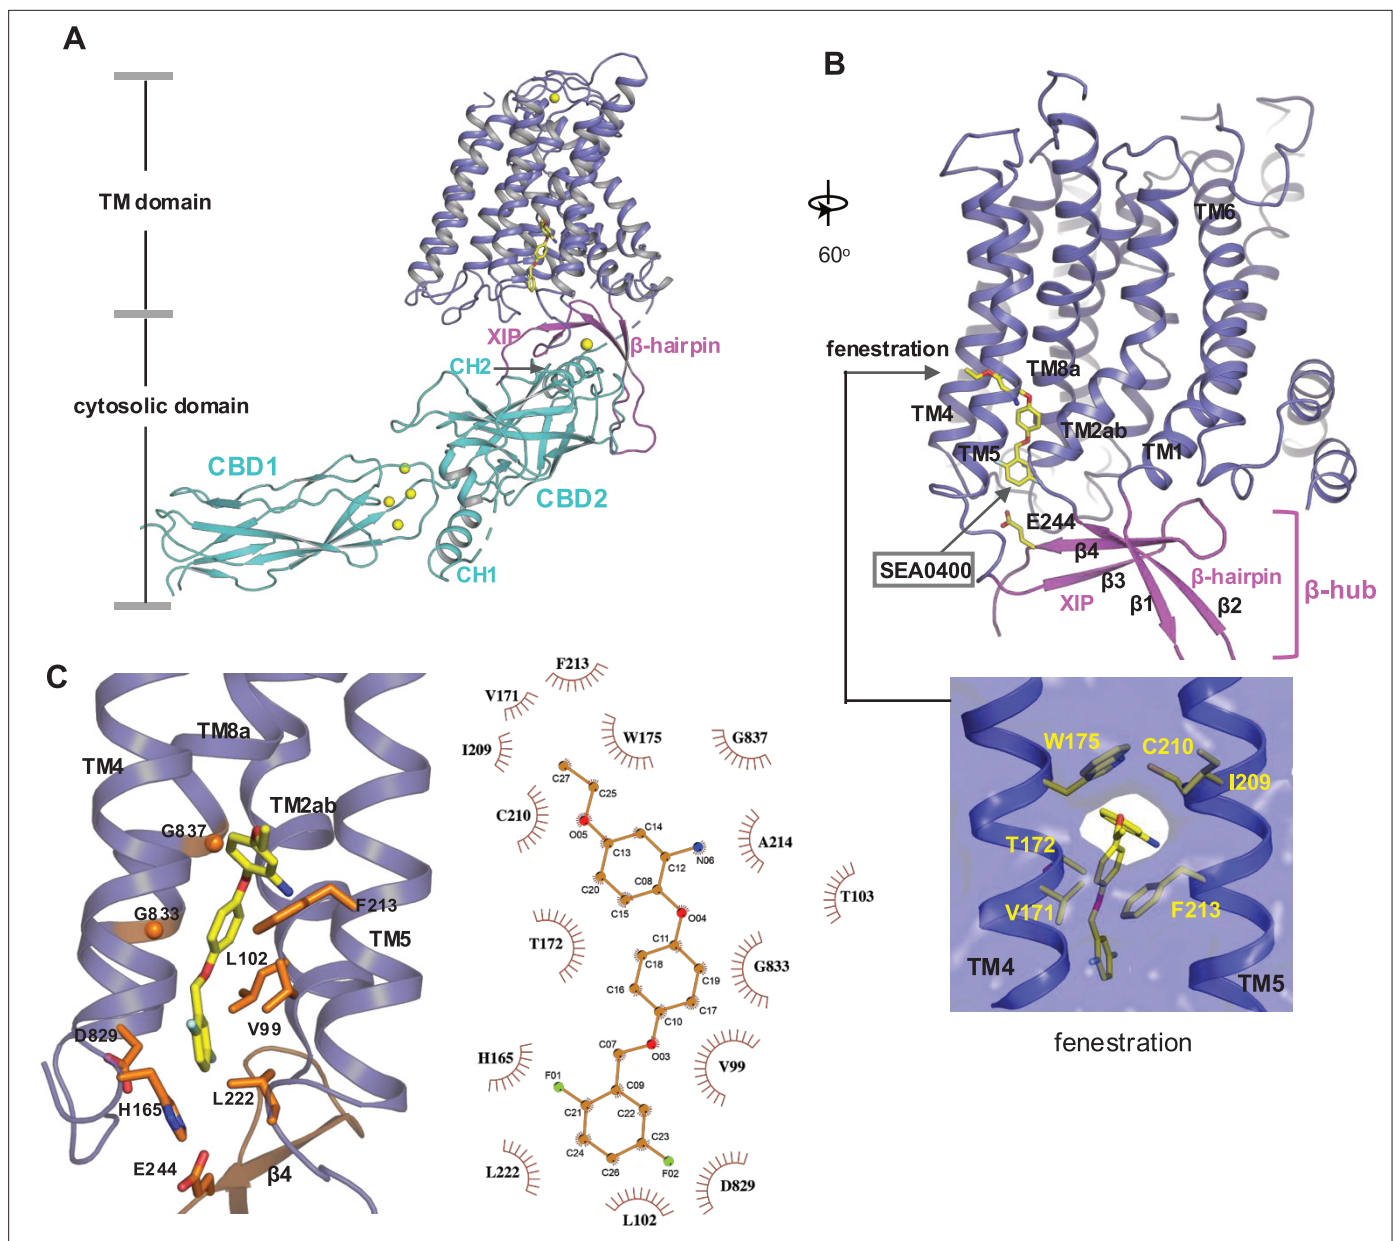 A
TM domain
cytosolic domain
XIP
β-hairpin
CH2
CBD1
CBD2
CH1
B
60°
TM6
fenestration
TM8a
TM4
TM2ab
TM5
TM1
E244
SEA0400
β4
β3
β-hairpin
XIP
β1
β2
β-hub
W175
C210
I209
T172
V171
F213
TM4
TM5
fenestration
C
TM8a
TM4
TM2ab
G837
G833
F213
TM5
L102
V99
D829
H165
L222
E244
β4
F213
V171
W175
G837
I209
C27
C25
C210
O05
C14
A214
C13
C12
N06
C20
C08
T103
C15
O04
T172
C11
C18
G833
C19
C16
C17
C10
C07
O03
H165
V99
F01
C09
C21
C22
C23
C24
C26
F02
L222
D829
L102